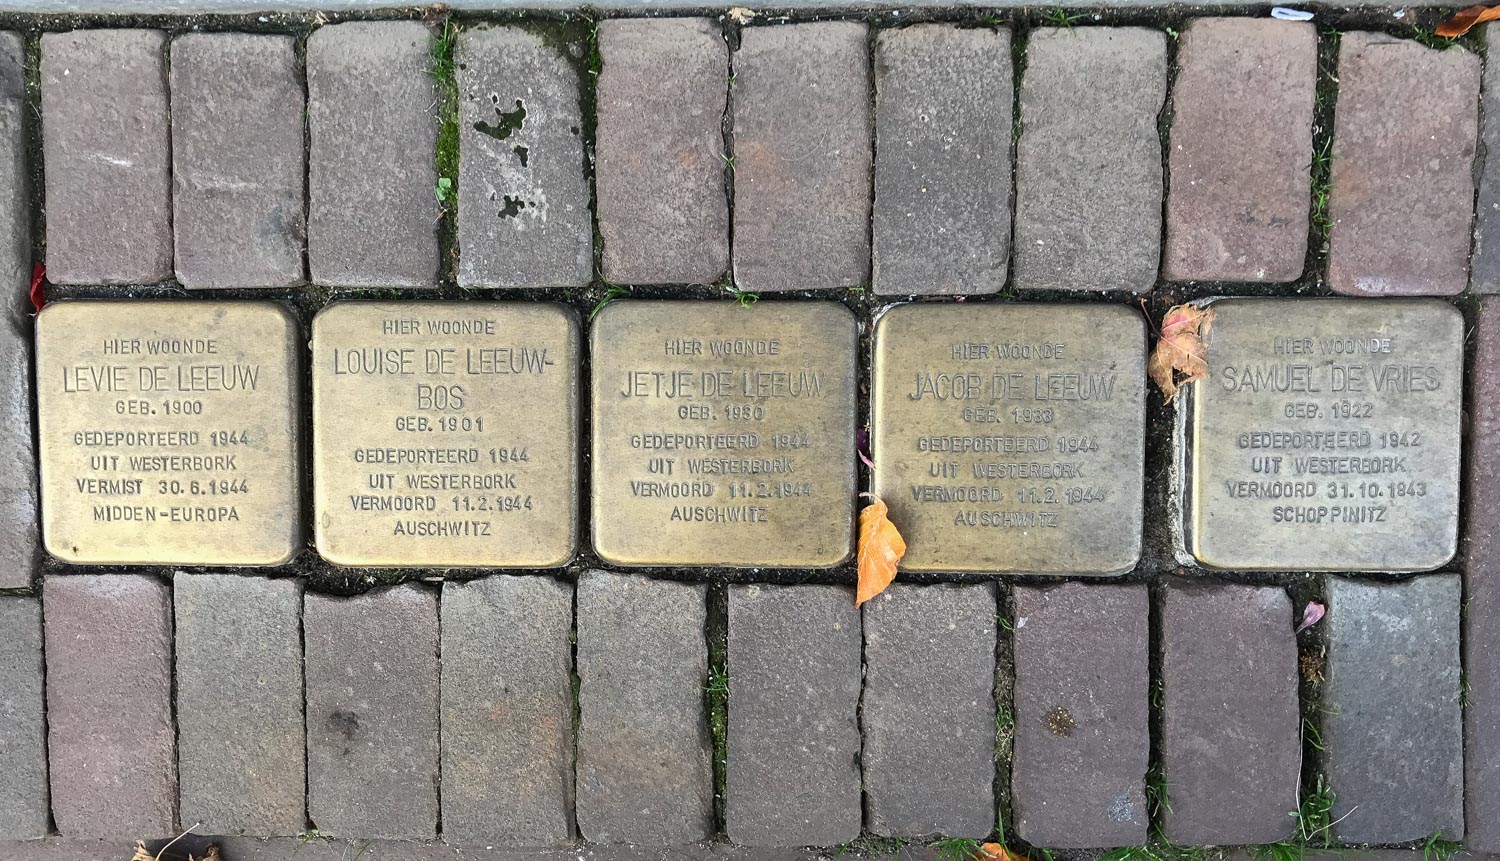 HIER WOONDE
LEVIE DE LEEUW
GEB. 1900
GEDEPORTEERD 1944
UIT WESTERBORK
VERMIST 30.6.1944
MIDDEN-EUROPA
HIER WOONDE
LOUISE DE LEEUW-
BOS
GEB. 1901
GEDEPORTEERD 1944
UIT WESTERBORK
VERMOORD 11.2.1944
AUSCHWITZ
HIER WOONDE
JETJE DE LEEUW
GEB. 1930
GEDEPORTEERD 1944
UIT WESTERBORK
VERMOORD 11.2.1944
AUSCHWITZ
HIER WOONDE
JACOB DE LEEUW
GEB. 1933
GEDEPORTEERD 1944
UIT WESTERBORK
VERMOORD 11.2.1944
AUSCHWITZ
HIER WOONDE
SAMUEL DE VRIES
GEB. 1922
GEDEPORTEERD 1942
UIT WESTERBORK
VERMOORD 31.10.1943
SCHOPPINITZ